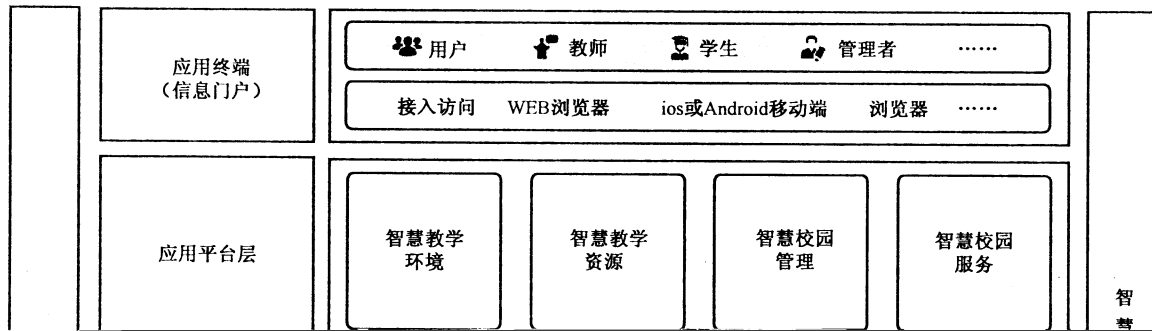 应用终端
（信息门户）
用户 教师 学生 管理者 ……
接入访问 WEB浏览器 ios或Android移动端 浏览器 ……
应用平台层
智慧教学
环境
智慧教学
资源
智慧校园
管理
智慧校园
服务
智